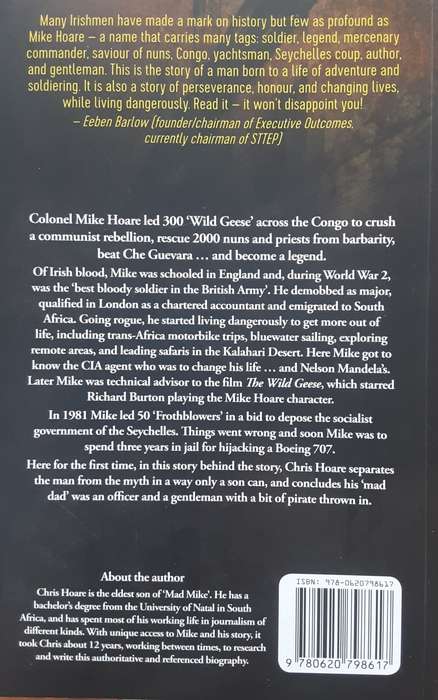 Many Irishmen have made a mark on history but few as profound as
Mike Hoare – a name that carries many tags: soldier, legend, mercenary
commander, saviour of nuns, Congo, yachtsman, Seychelles coup, author,
and gentleman. This is the story of a man born to a life of adventure and
soldiering. It is also a story of perseverance, honour, and changing lives,
while living dangerously. Read it – it won't disappoint you!
– Eeben Barlow (founder/chairman of Executive Outcomes,
currently chairman of STTEP)
Colonel Mike Hoare led 300 'Wild Geese' across the Congo to crush
a communist rebellion, rescue 2000 nuns and priests from barbarity,
beat Che Guevara … and become a legend.
Of Irish blood, Mike was schooled in England and, during World War 2,
was the 'best bloody soldier in the British Army'. He demobbed as major,
qualified in London as a chartered accountant and emigrated to South
Africa. Going rogue, he started living dangerously to get more out of
life, including trans-Africa motorbike trips, bluewater sailing, exploring
remote areas, and leading safaris in the Kalahari Desert. Here Mike got to
know the CIA agent who was to change his life … and Nelson Mandela's.
Later Mike was technical advisor to the film The Wild Geese, which starred
Richard Burton playing the Mike Hoare character.
In 1981 Mike led 50 'Frothblowers' in a bid to depose the socialist
government of the Seychelles. Things went wrong and soon Mike was to
spend three years in jail for hijacking a Boeing 707.
Here for the first time, in this story behind the story, Chris Hoare separates
the man from the myth in a way only a son can, and concludes his 'mad
dad' was an officer and a gentleman with a bit of pirate thrown in.
About the author
Chris Hoare is the eldest son of 'Mad Mike'. He has a
bachelor's degree from the University of Natal in South
Africa, and has spent most of his working life in journalism of
different kinds. With unique access to Mike and his story, it
took Chris about 12 years, working between times, to research
and write this authoritative and referenced biography.
ISBN: 978-0620798617
9 780620 798617